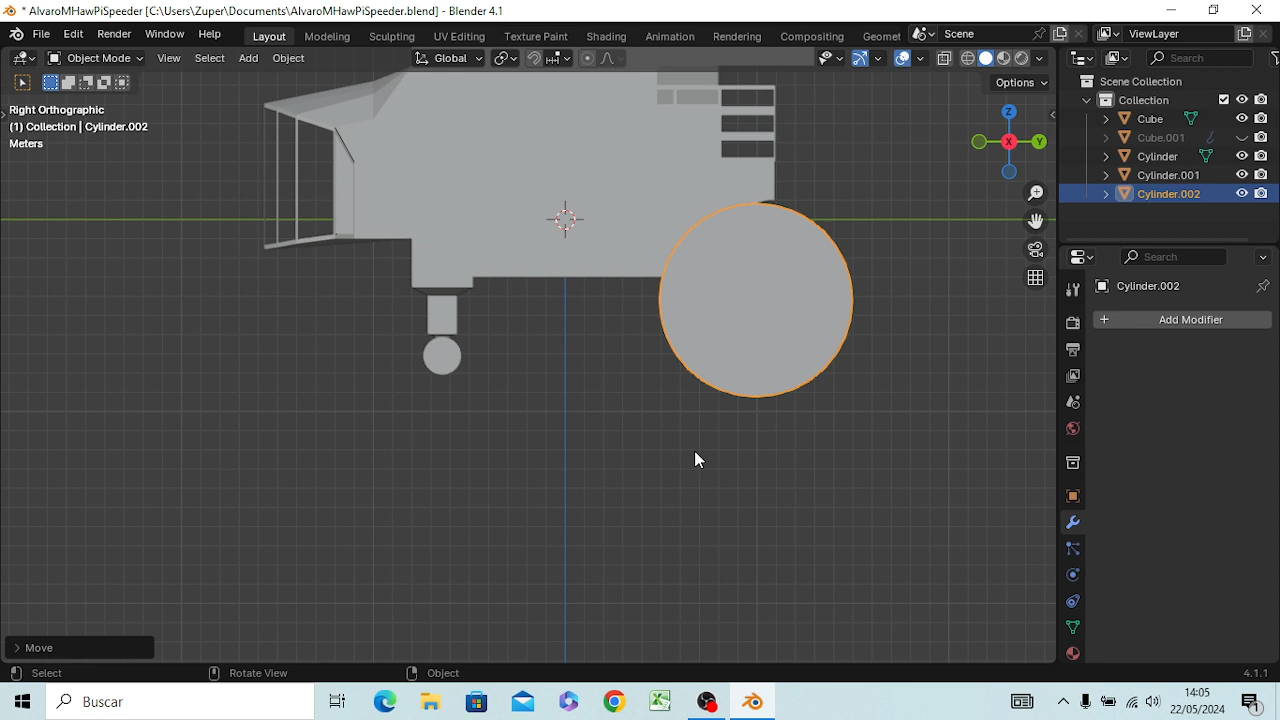 * AlvaroMHawPiSpeeder [C:\Users\Zuper\Documents\AlvaroMHawPiSpeeder.blend] - Blender 4.1
File Edit Render Window Help Layout Modeling Sculpting UV Editing Texture Paint Shading Animation Rendering Compositing Geomet Scene ViewLayer
Object Mode View Select Add Object Global Search
Options
Right Orthographic
(1) Collection | Cylinder.002
Meters
Z
X
Y
Scene Collection
Collection
Cube
Cube.001
Cylinder
Cylinder.001
Cylinder.002
Search
Cylinder.002
Add Modifier
Move
Select Rotate View Object 4.1.1
Buscar
4:05
22/05/2024
1